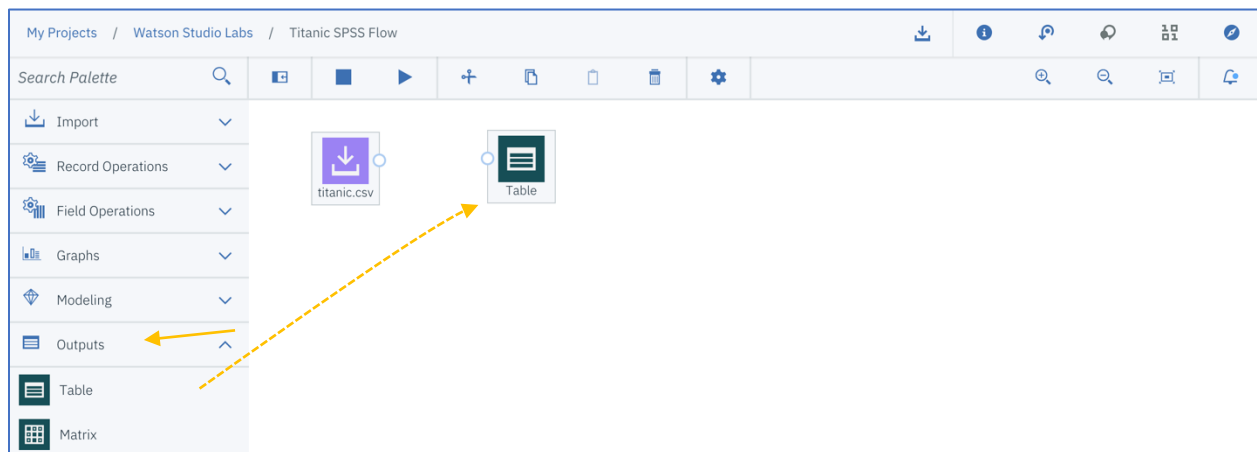 My Projects / Watson Studio Labs / Titanic SPSS Flow
Search Palette
Import
Record Operations
Field Operations
Graphs
Modeling
Outputs
Table
Matrix
titanic.csv
Table